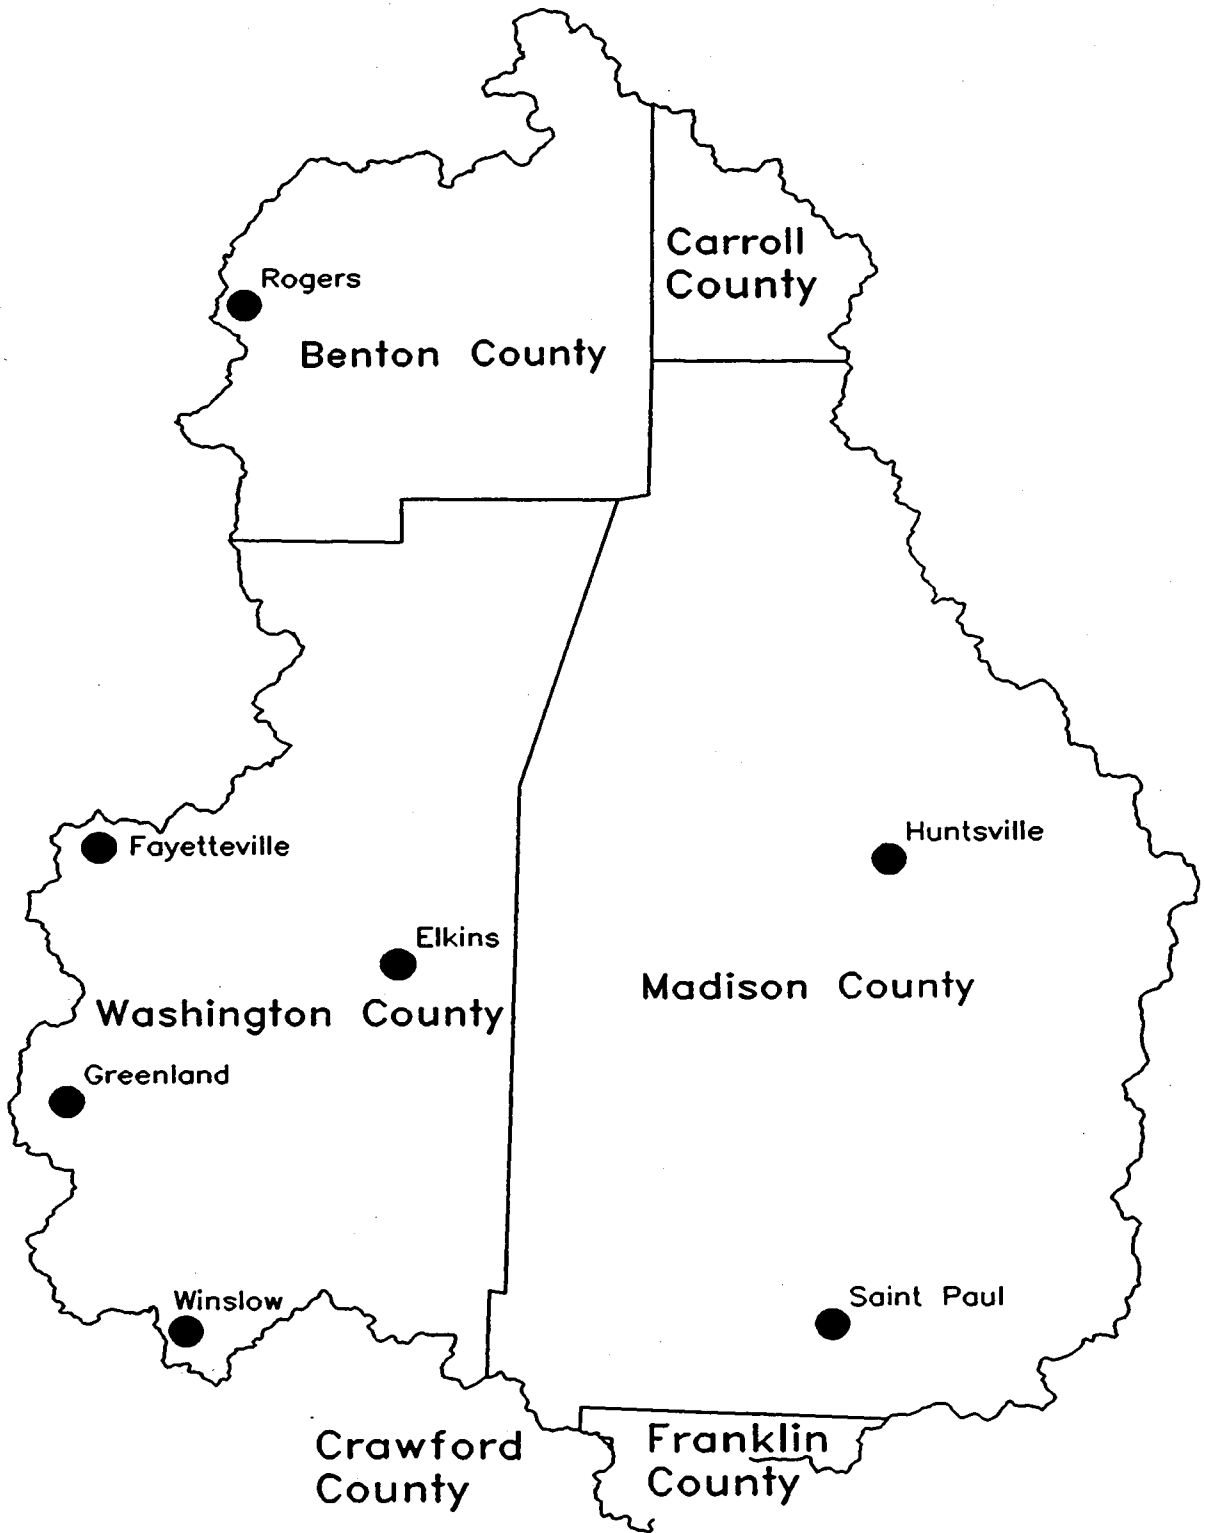 Carroll
County
Rogers
Benton County
Huntsville
Fayetteville
Elkins
Madison County
Washington County
Greenland
Saint Paul
Winslow
Crawford
County
Franklin
County